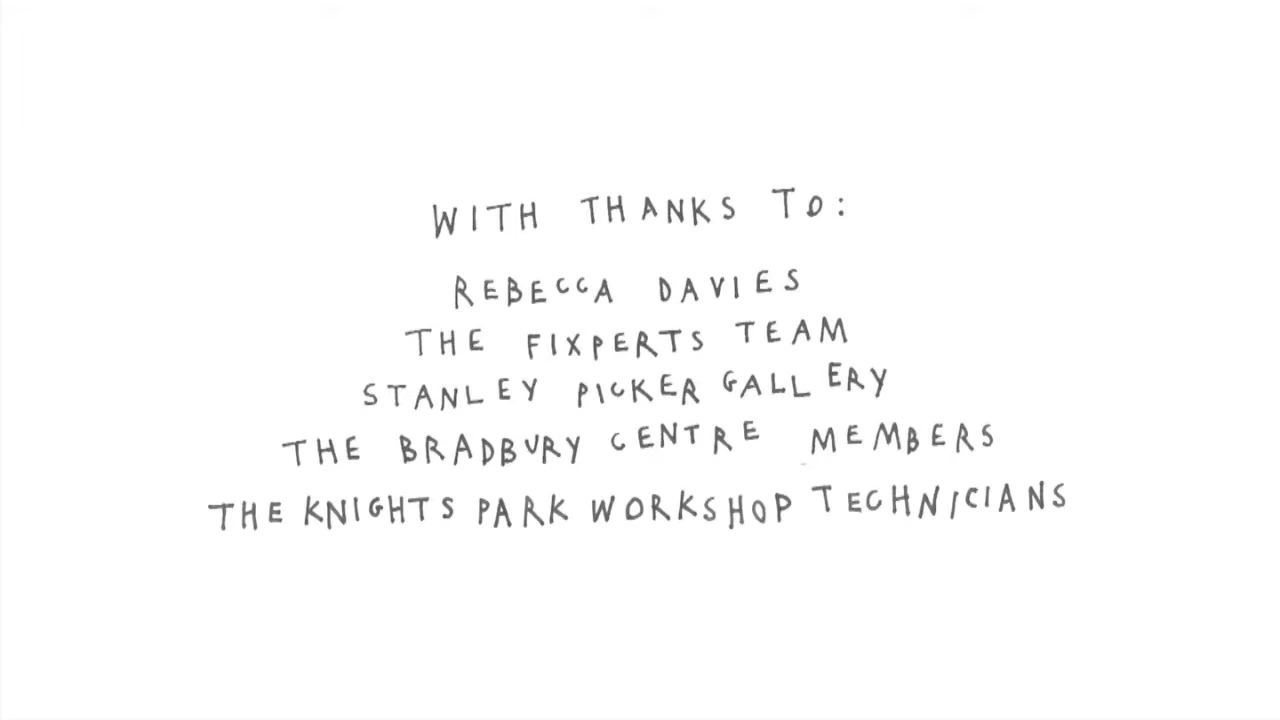 WITH THANKS TO:
REBECCA DAVIES
THE FIXPERTS TEAM
STANLEY PICKER GALLERY
THE BRADBURY CENTRE MEMBERS
THE KNIGHTS PARK WORKSHOP TECHNICIANS